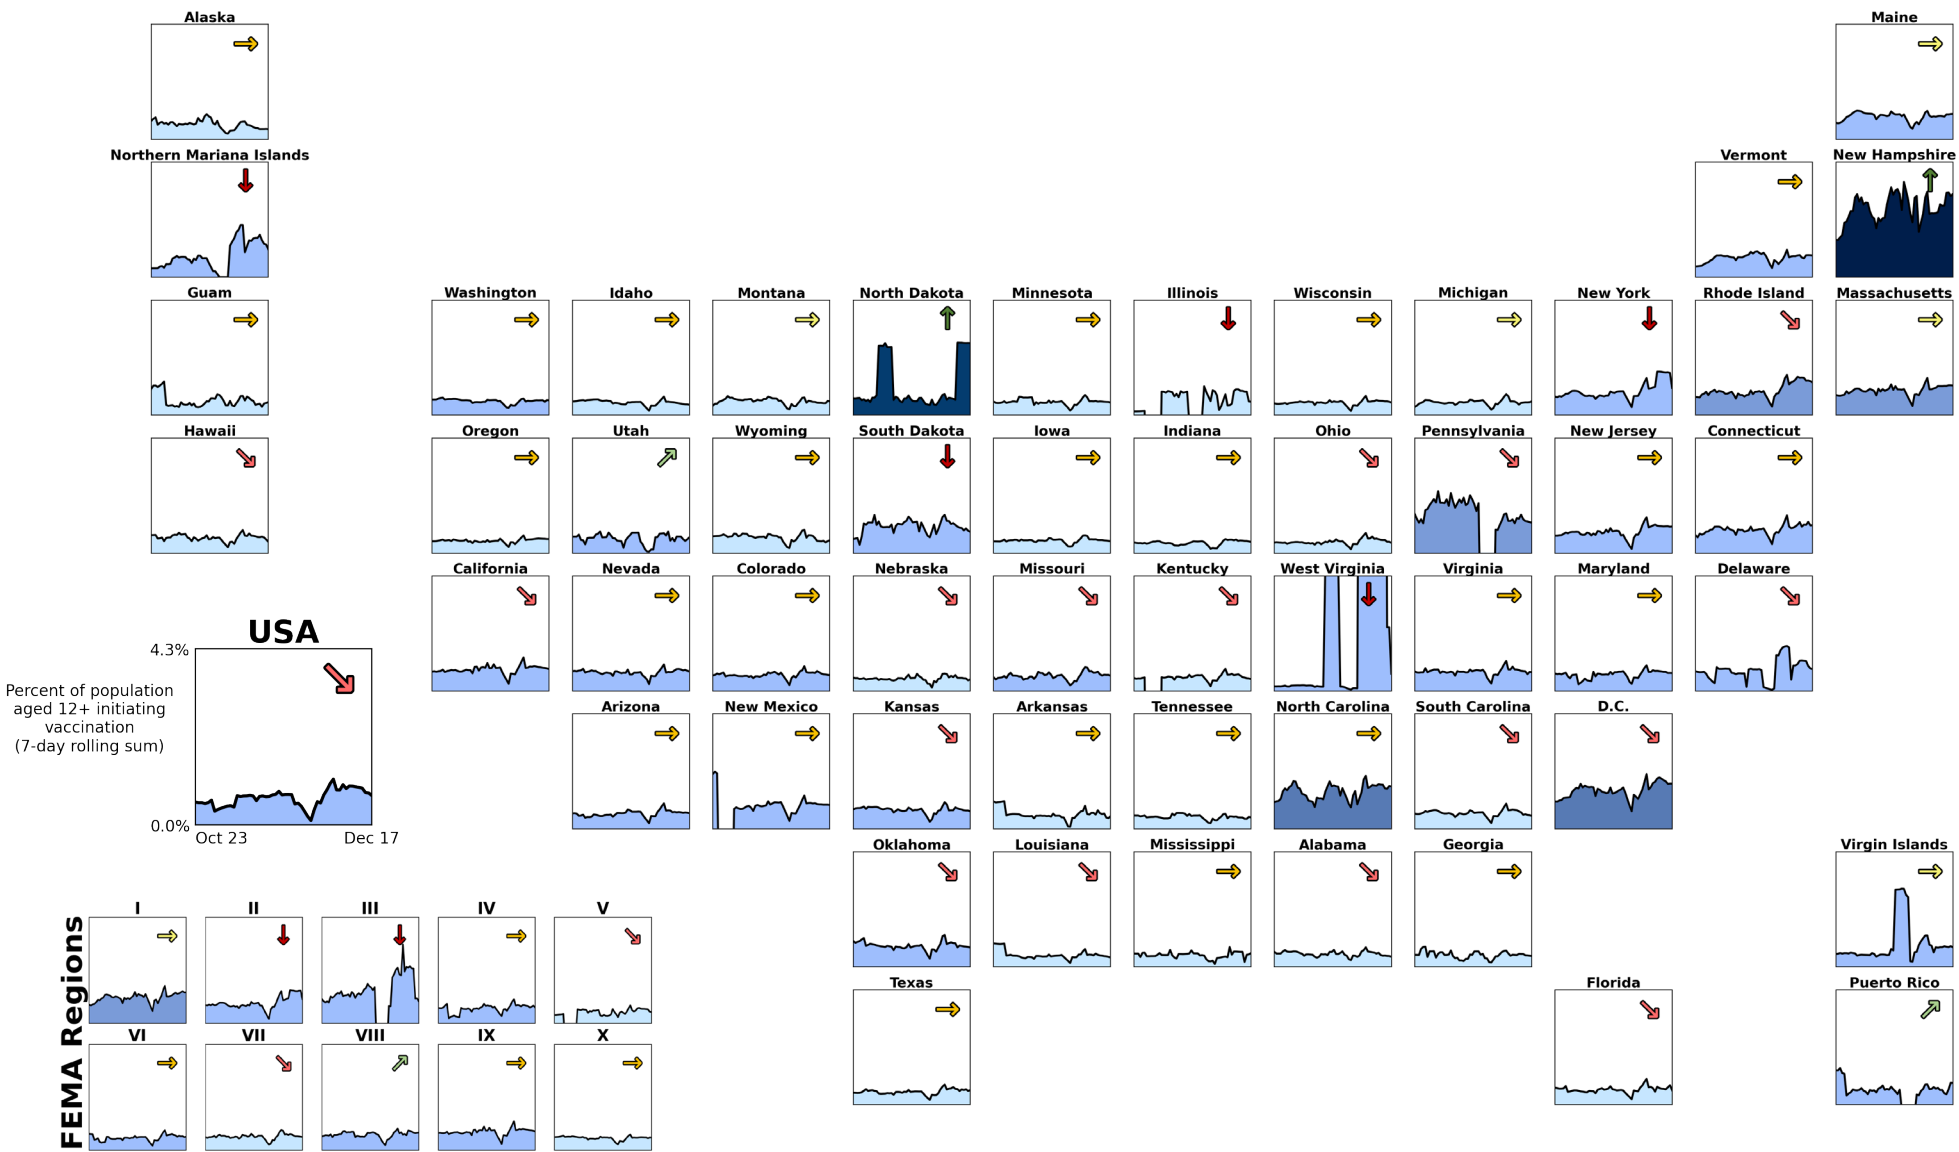 Alaska
Maine
Northern Mariana Islands
Vermont
New Hampshire
Guam
Washington
Idaho
Montana
North Dakota
Minnesota
Illinois
Wisconsin
Michigan
New York
Rhode Island
Massachusetts
Hawaii
Oregon
Utah
Wyoming
South Dakota
Iowa
Indiana
Ohio
Pennsylvania
New Jersey
Connecticut
California
Nevada
Colorado
Nebraska
Missouri
Kentucky
West Virginia
Virginia
Maryland
Delaware
USA
4.3%
Percent of population
aged 12+ initiating
vaccination
(7-day rolling sum)
0.0%
Oct 23
Dec 17
Arizona
New Mexico
Kansas
Arkansas
Tennessee
North Carolina
South Carolina
D.C.
Oklahoma
Louisiana
Mississippi
Alabama
Georgia
Virgin Islands
Texas
Florida
Puerto Rico
FEMA Regions
I
II
III
IV
V
VI
VII
VIII
IX
X